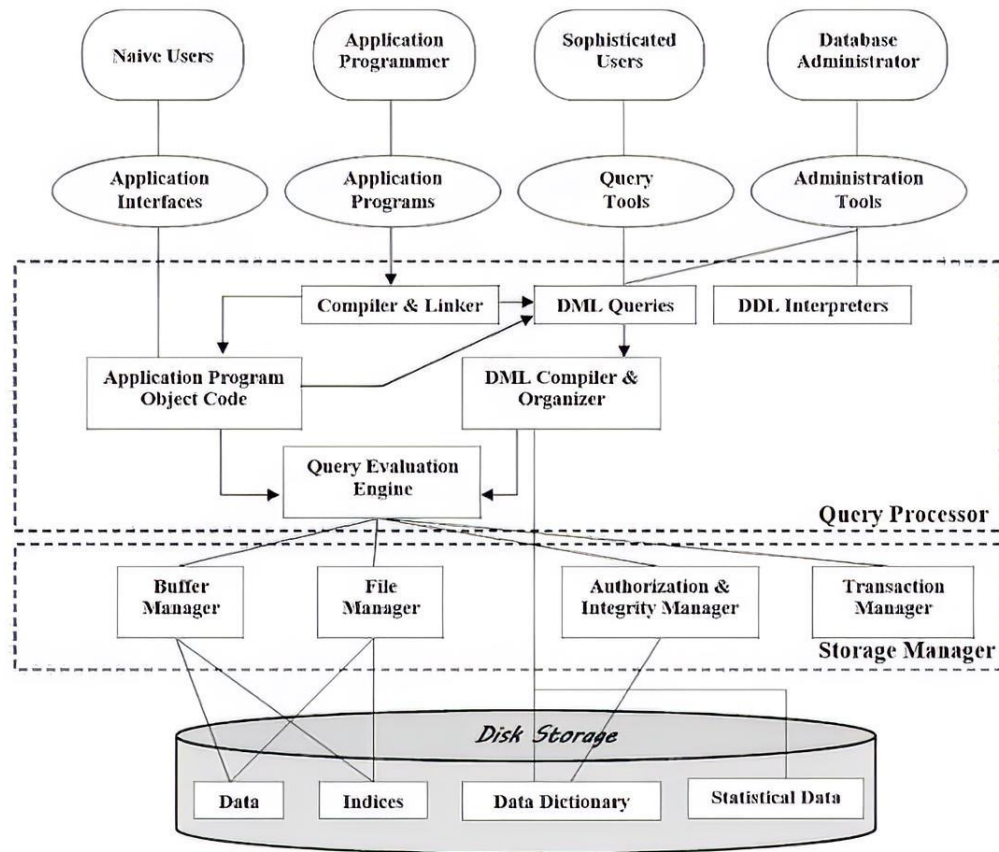 Naive Users
Application
Programmer
Sophisticated
Users
Database
Administrator
Application
Interfaces
Application
Programs
Query
Tools
Administration
Tools
Compiler & Linker
DML Queries
DDL Interpreters
Application Program
Object Code
DML Compiler &
Organizer
Query Evaluation
Engine
Query Processor
Buffer
Manager
File
Manager
Authorization &
Integrity Manager
Transaction
Manager
Storage Manager
Disk Storage
Data
Indices
Data Dictionary
Statistical Data